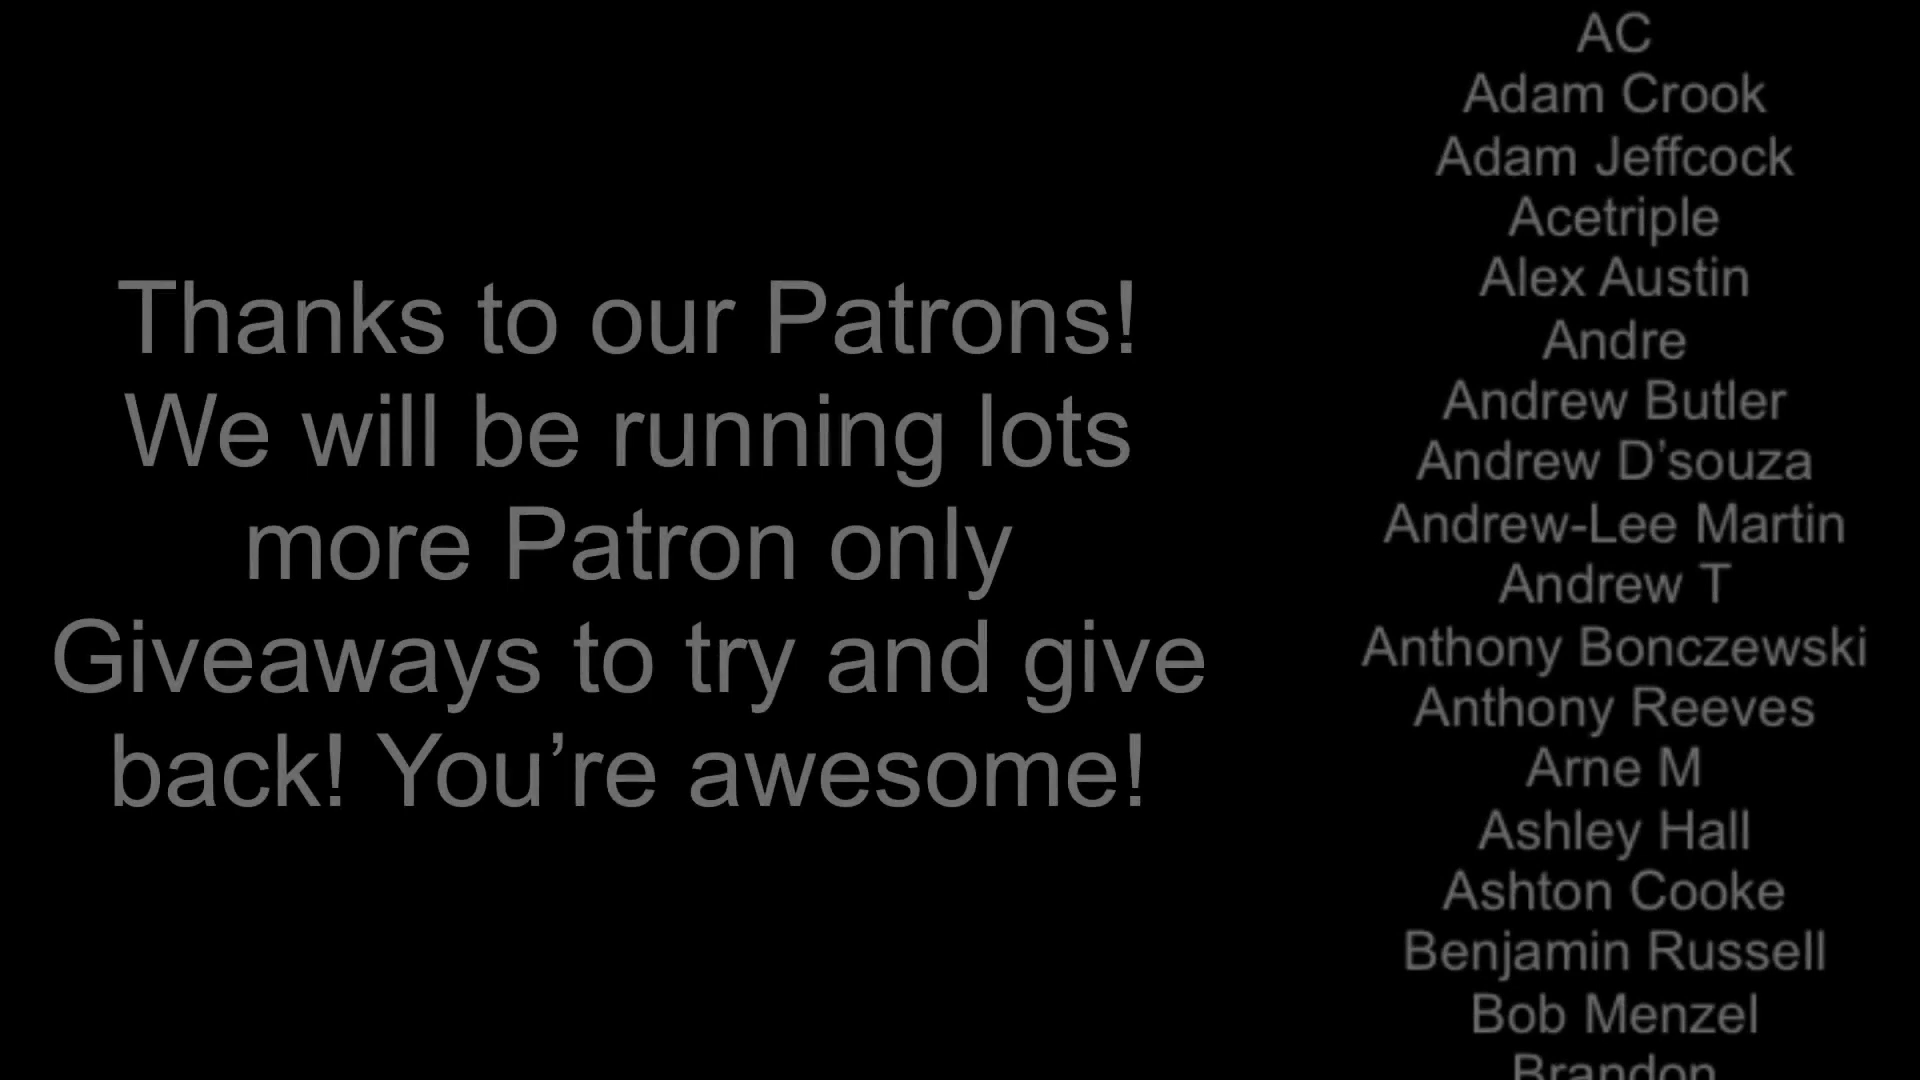 Thanks to our Patrons!
We will be running lots
more Patron only
Giveaways to try and give
back! You’re awesome!
AC
Adam Crook
Adam Jeffcock
Acetriple
Alex Austin
Andre
Andrew Butler
Andrew D’souza
Andrew-Lee Martin
Andrew T
Anthony Bonczewski
Anthony Reeves
Arne M
Ashley Hall
Ashton Cooke
Benjamin Russell
Bob Menzel
Brandon